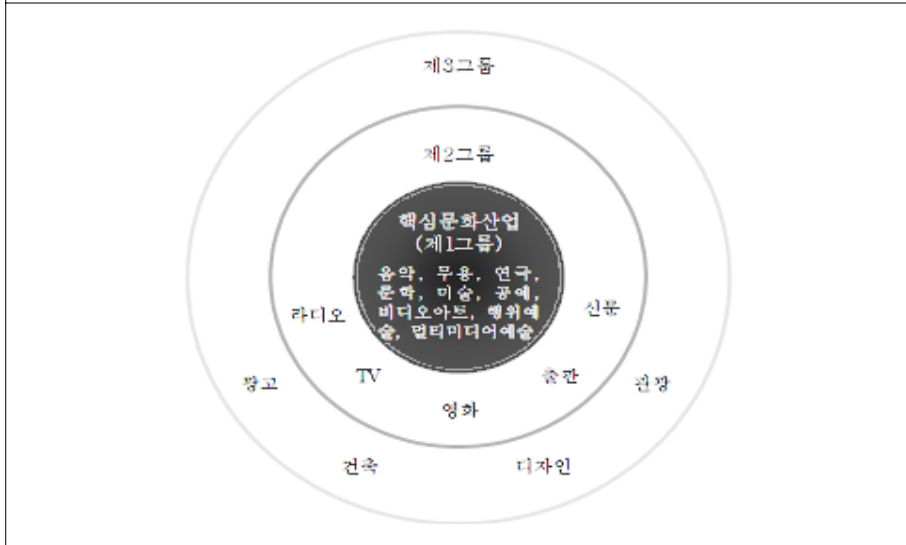 제3그룹
제2그룹
핵심문화산업
(제1그룹)
음악, 무용, 연극,
문학, 미술, 공예,
비디오아트, 행위예
술, 멀티미디어예술
라디오
신문
TV
출판
광고
관광
영화
건축
디자인